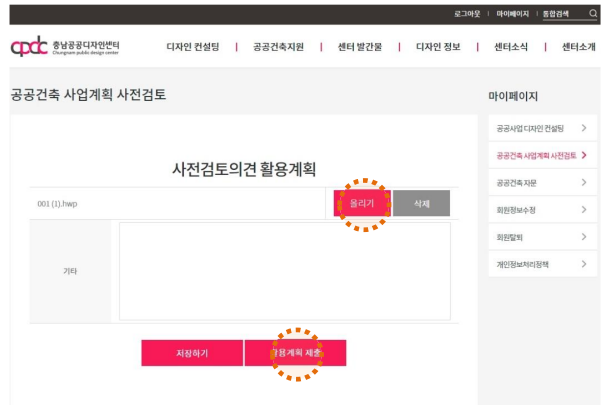 로그아웃 | 마이페이지 | 통합검색
cpdc 충남공공디자인센터
Chungnam public design center
디자인 컨설팅 | 공공건축지원 | 센터 발간물 | 디자인 정보 | 센터소식 | 센터소개
공공건축 사업계획 사전검토
마이페이지
공공사업 디자인 컨설팅
공공건축 사업계획 사전검토
공공건축 자문
회원정보수정
회원탈퇴
개인정보처리정책
사전검토의견 활용계획
001 (1).hwp
올리기
삭제
기타
저장하기
활용계획 제출